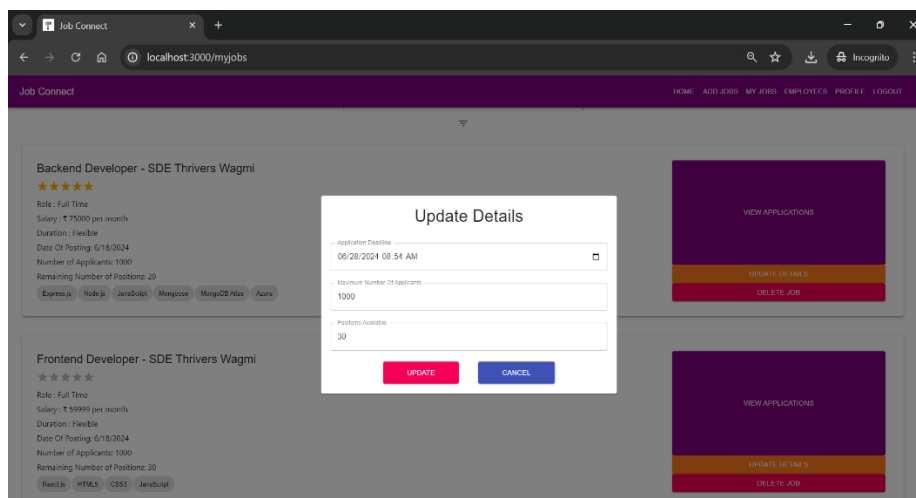 Job Connect
localhost:3000/myjobs
Incognito
Job Connect
HOME ADD JOBS MY JOBS EMPLOYEES PROFILE LOGOUT
Backend Developer - SDE Thrivers Wagmi
Role : Full Time
Salary : ₹ 75000 per month
Duration : Flexible
Date Of Posting: 6/18/2024
Number of Applicants: 1000
Remaining Number of Positions: 29
Express.js Node.js JavaScript Mongoose MongoDB Atlas Azure
VIEW APPLICATIONS
UPDATE DETAILS
DELETE JOB
Update Details
Application Deadline
06/28/2024 08:54 AM
Maximum Number Of Applicants
1000
Positions Available
30
UPDATE CANCEL
Frontend Developer - SDE Thrivers Wagmi
Role : Full Time
Salary : ₹ 59999 per month
Duration : Flexible
Date Of Posting: 6/18/2024
Number of Applicants: 1000
Remaining Number of Positions: 30
React.js HTML5 CSS3 JavaScript
VIEW APPLICATIONS
UPDATE DETAILS
DELETE JOB